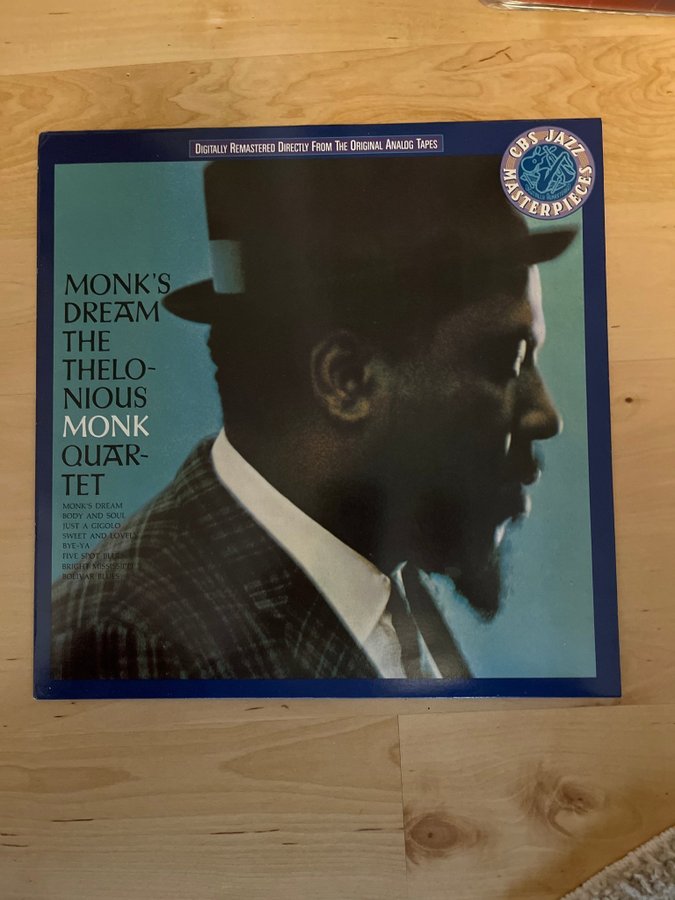 DIGITALLY REMASTERED DIRECTLY FROM THE ORIGINAL ANALOG TAPES
CBS JAZZ
MASTERPIECES
MONK'S
DREAM
THE
THELO-
NIOUS
MONK
QUAR-
TET
MONK'S DREAM
BODY AND SOUL
JUST A GIGOLO
SWEET AND LOVELY
BYE-YA
FIVE SPOT BLUES
BRIGHT MISSISSIPPI
BOLIVAR BLUES